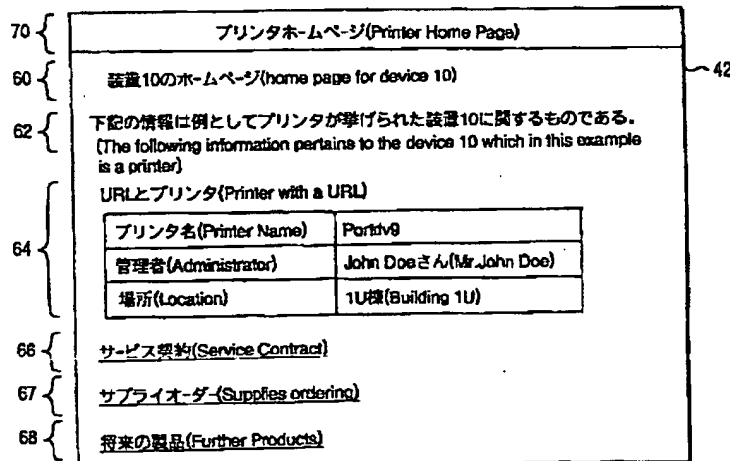 70 プリンタホームページ(Printer Home Page)
60 装置10のホームページ(home page for device 10) 42
62 下記の情報は例としてプリンタが挙げられた装置10に関するものである。
(The following information pertains to the device 10 which in this example
is a printer)
URLとプリンタ(Printer with a URL)
64
プリンタ名(Printer Name) Portdv9
管理者(Administrator) John Doeさん(Mr.John Doe)
場所(Location) 1U棟(Building 1U)
66 サービス契約(Service Contract)
67 サプライオーダー(Supplies ordering)
68 将来の製品(Further Products)